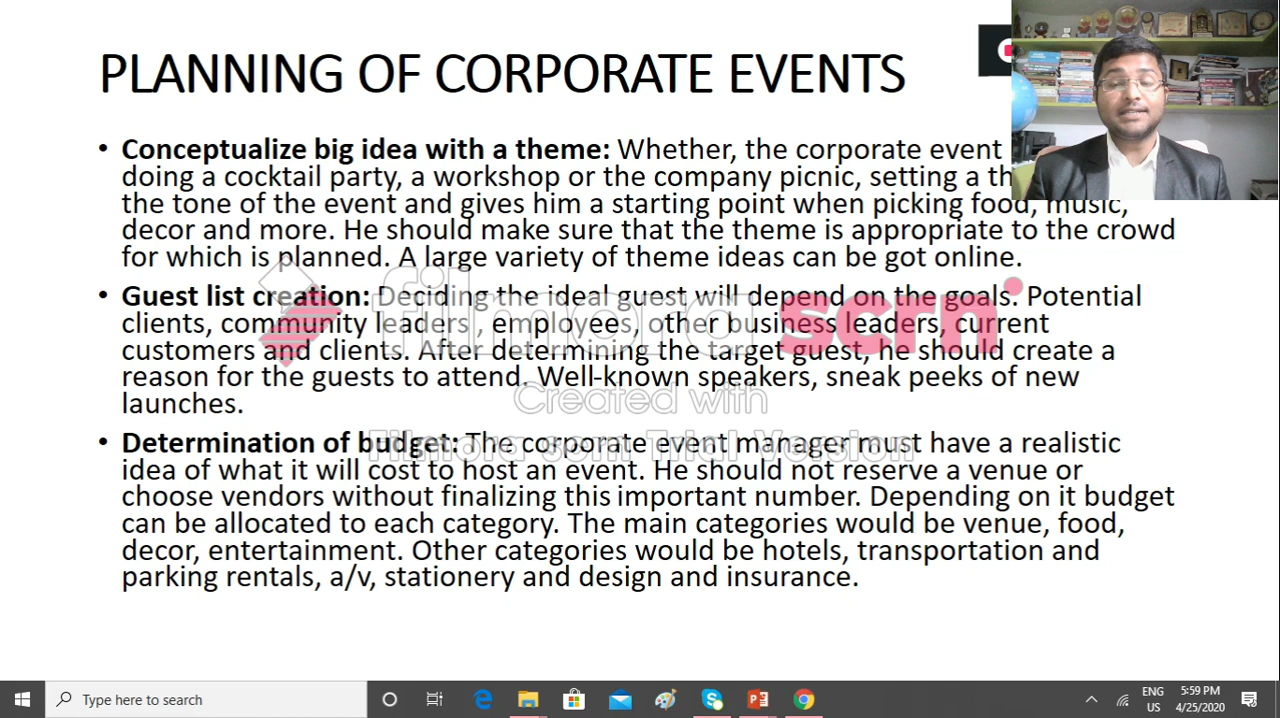 PLANNING OF CORPORATE EVENTS
• Conceptualize big idea with a theme: Whether, the corporate event
doing a cocktail party, a workshop or the company picnic, setting a th
the tone of the event and gives him a starting point when picking food, music,
decor and more. He should make sure that the theme is appropriate to the crowd
for which is planned. A large variety of theme ideas can be got online.
• Guest list creation: Deciding the ideal guest will depend on the goals. Potential
clients, community leaders , employees, other business leaders, current
customers and clients. After determining the target guest, he should create a
reason for the guests to attend. Well-known speakers, sneak peeks of new
launches.
• Determination of budget: The corporate event manager must have a realistic
idea of what it will cost to host an event. He should not reserve a venue or
choose vendors without finalizing this important number. Depending on it budget
can be allocated to each category. The main categories would be venue, food,
decor, entertainment. Other categories would be hotels, transportation and
parking rentals, a/v, stationery and design and insurance.
filmora scrn
Created with
Filmora scrn Trial Version
Type here to search
ENG
US
5:59 PM
4/25/2020